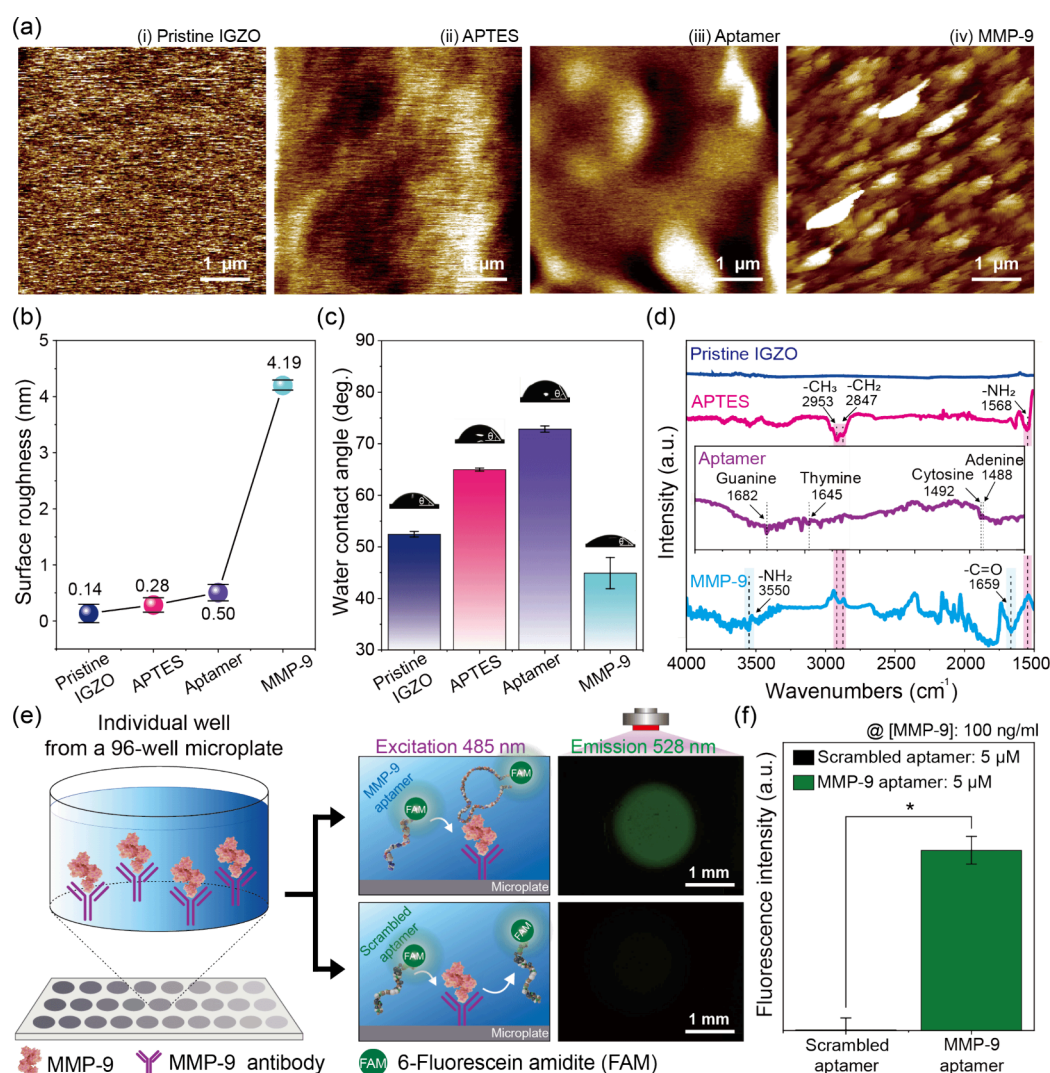 (a)
(i) Pristine IGZO
(ii) APTES
(iii) Aptamer
(iv) MMP-9
1 μm
1 μm
1 μm
(b)
Surface roughness (nm)
5
4
3
2
1
0
0.14
0.28
0.50
4.19
Pristine
IGZO
APTES
Aptamer
MMP-9
(c)
Water contact angle (deg.)
90
80
70
60
50
40
30
θ
θ
θ
θ
Pristine
IGZO
APTES
Aptamer
MMP-9
(d)
Intensity (a.u.)
Pristine IGZO
-CH₃
2953
-CH₂
2847
-NH₂
1568
APTES
Aptamer
Guanine
1682
Thymine
1645
Cytosine
1492
Adenine
1488
MMP-9
-NH₂
3550
-C=O
1659
4000 3500 3000 2500 2000 1500
Wavenumbers (cm⁻¹)
(e)
Individual well
from a 96-well microplate
Excitation 485 nm
Emission 528 nm
MMP-9
aptamer
FAM
FAM
Microplate
1 mm
Scrambled
aptamer
FAM
FAM
Microplate
1 mm
MMP-9
MMP-9 antibody
FAM
6-Fluorescein amidite (FAM)
(f)
@ [MMP-9]: 100 ng/ml
Scrambled aptamer: 5 μM
MMP-9 aptamer: 5 μM
*
Fluorescence intensity (a.u.)
Scrambled
aptamer
MMP-9
aptamer